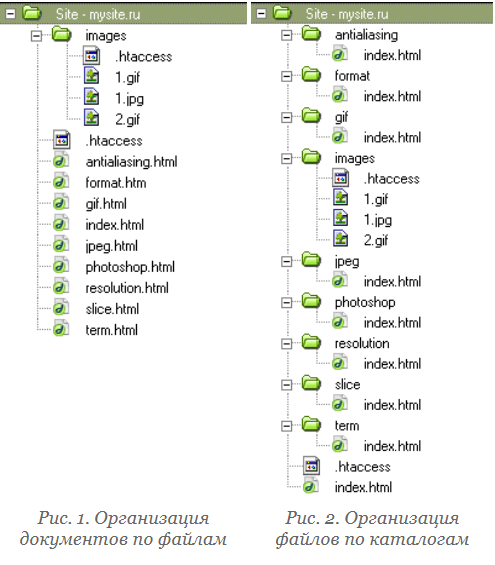 Site - mysite.ru
images
.htaccess
1.gif
1.jpg
2.gif
.htaccess
antialiasing.html
format.htm
gif.html
index.html
jpeg.html
photoshop.html
resolution.html
slice.html
term.html
Рис. 1. Организация
документов по файлам
Site - mysite.ru
antialiasing
index.html
format
index.html
gif
index.html
images
.htaccess
1.gif
1.jpg
2.gif
jpeg
index.html
photoshop
index.html
resolution
index.html
slice
index.html
term
index.html
.htaccess
index.html
Рис. 2. Организация
файлов по каталогам